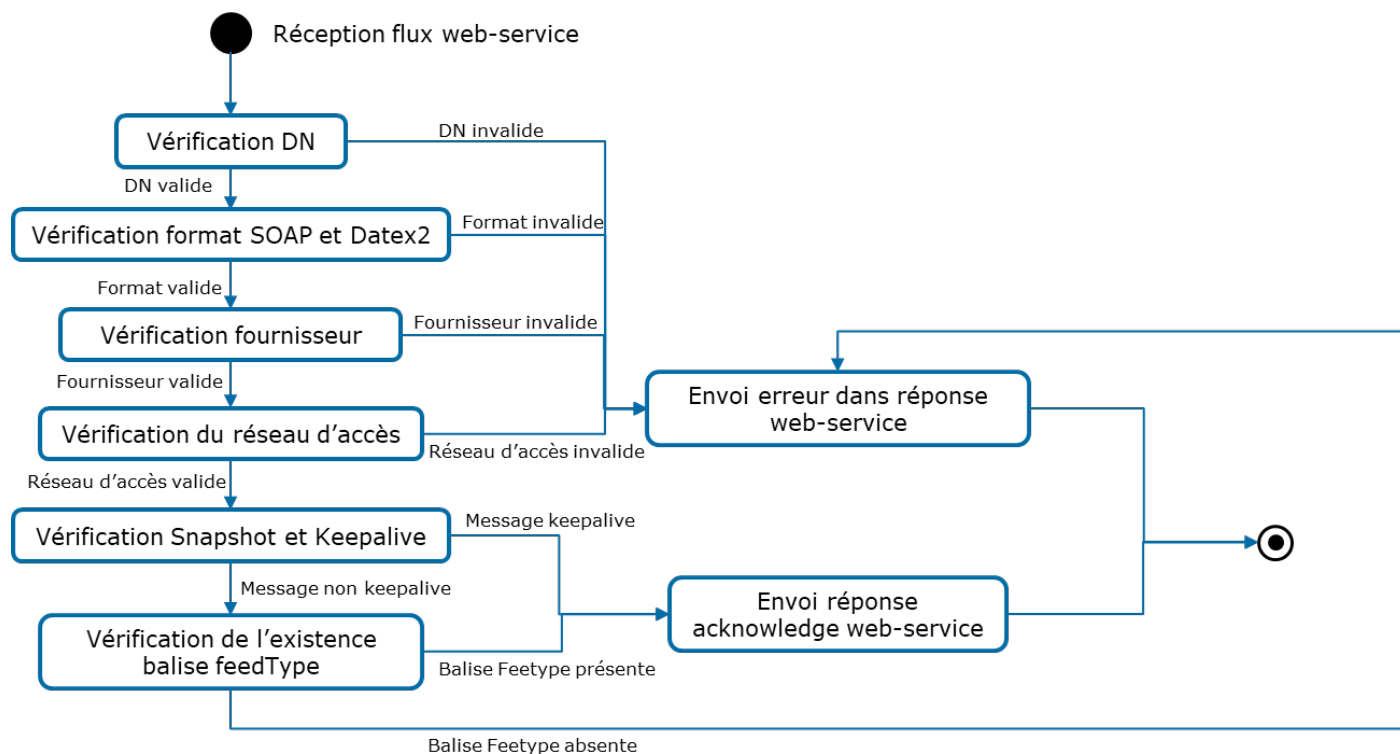 Réception flux web-service
Vérification DN
DN invalide
DN valide
Vérification format SOAP et Datex2
Format invalide
Format valide
Vérification fournisseur
Fournisseur invalide
Fournisseur valide
Envoi erreur dans réponse
web-service
Vérification du réseau d’accès
Réseau d’accès invalide
Réseau d’accès valide
Vérification Snapshot et Keepalive
Message keepalive
Message non keepalive
Envoi réponse
acknowledge web-service
Vérification de l’existence
balise feedType
Balise Feetype présente
Balise Feetype absente